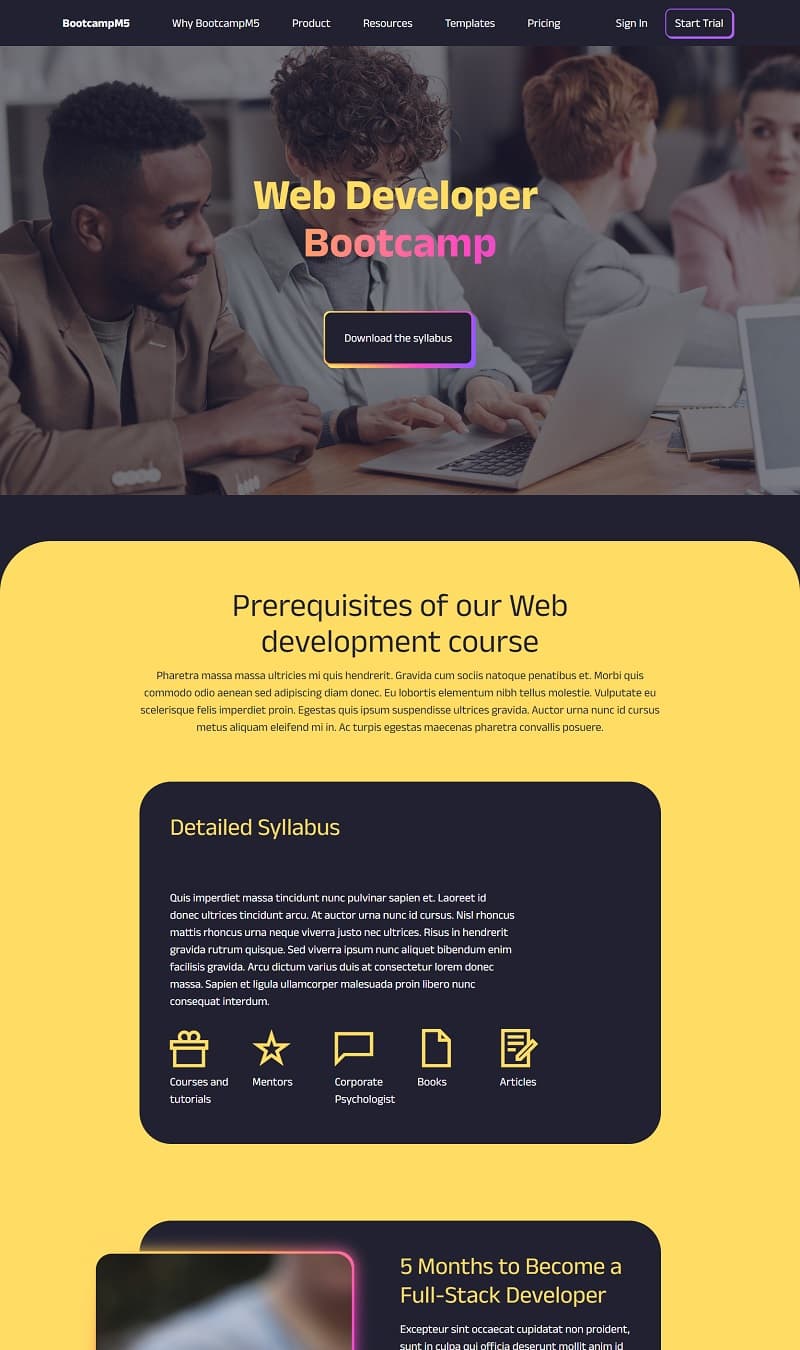 BootcampM5 Why BootcampM5 Product Resources Templates Pricing Sign In Start Trial
Web Developer
Bootcamp
Download the syllabus
Prerequisites of our Web
development course
Pharetra massa massa ultricies mi quis hendrerit. Gravida cum sociis natoque penatibus et. Morbi quis
commodo odio aenean sed adipiscing diam donec. Eu lobortis elementum nibh tellus molestie. Vulputate eu
scelerisque felis imperdiet proin. Egestas quis ipsum suspendisse ultrices gravida. Auctor urna nunc id cursus
metus aliquam eleifend mi in. Ac turpis egestas maecenas pharetra convallis posuere.
Detailed Syllabus
Quis imperdiet massa tincidunt nunc pulvinar sapien et. Laoreet id
donec ultrices tincidunt arcu. At auctor urna nunc id cursus. Nisl rhoncus
mattis rhoncus urna neque viverra justo nec ultrices. Risus in hendrerit
gravida rutrum quisque. Sed viverra ipsum nunc aliquet bibendum enim
facilisis gravida. Arcu dictum varius duis at consectetur lorem donec
massa. Sapien et ligula ullamcorper malesuada proin libero nunc
consequat interdum.
Courses and
tutorials
Mentors
Corporate
Psychologist
Books
Articles
5 Months to Become a
Full-Stack Developer
Excepteur sint occaecat cupidatat non proident,
sunt in culpa qui officia deserunt mollit anim id